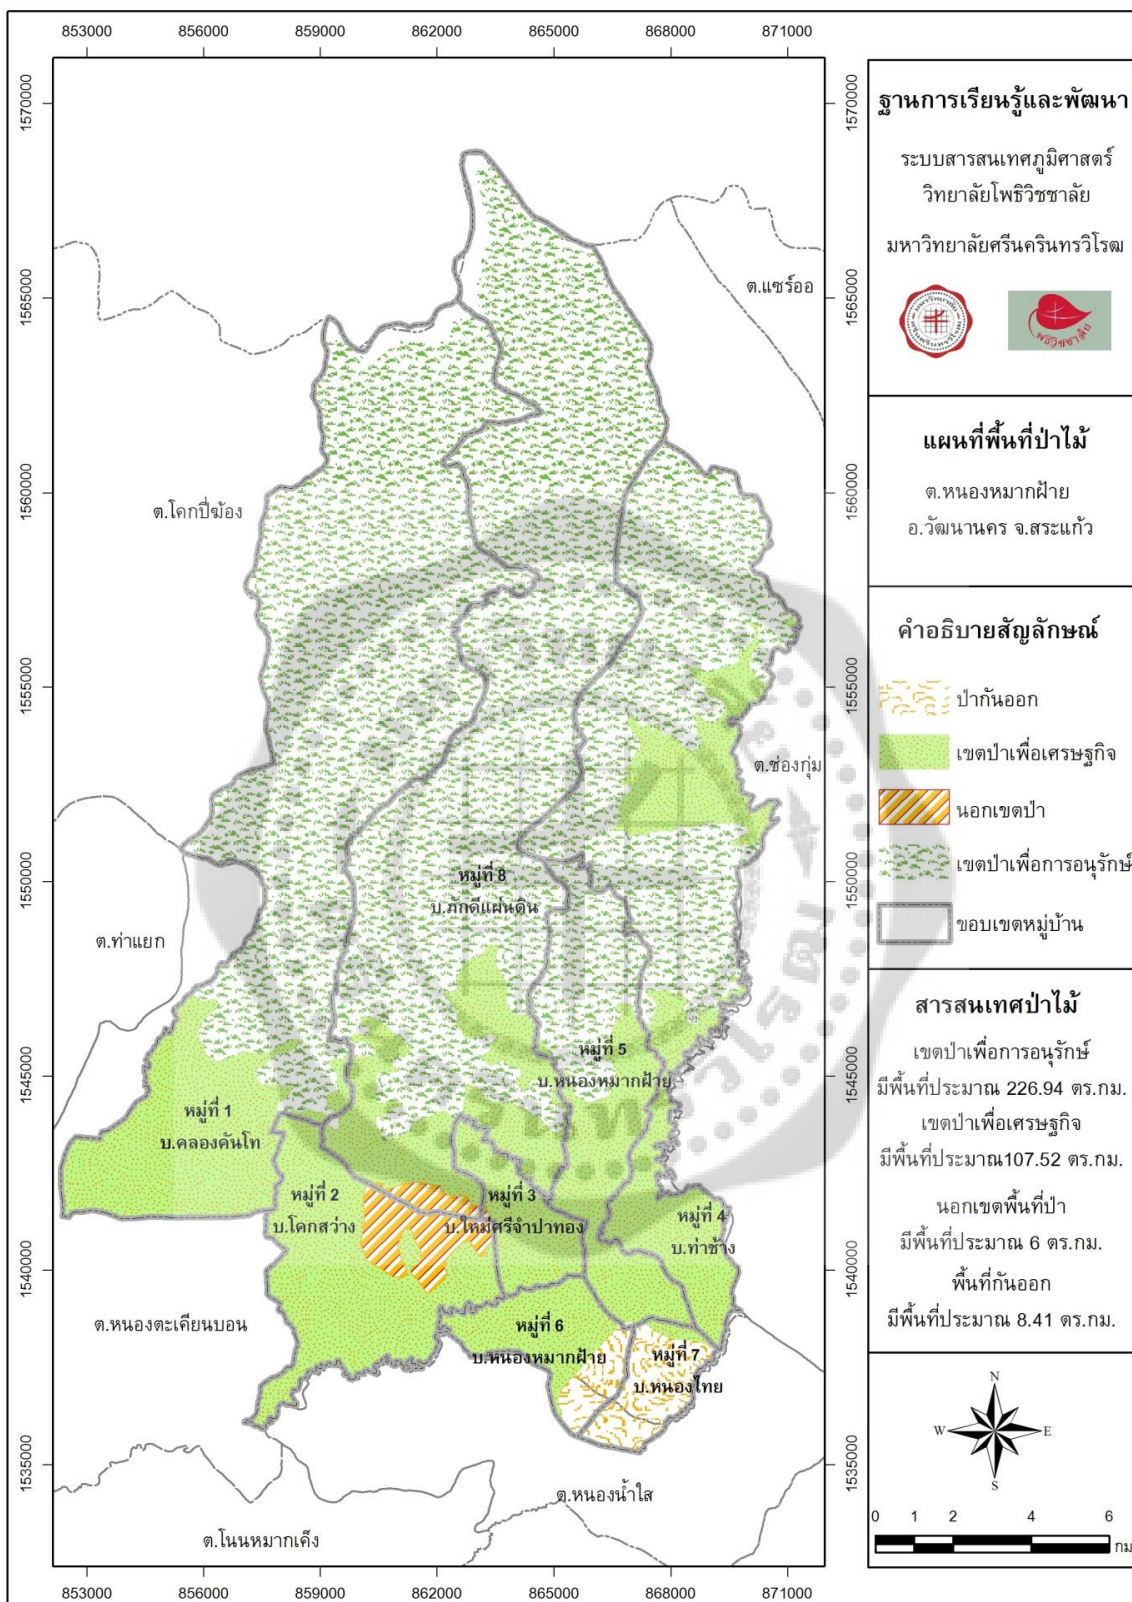 853000 856000 859000 862000 865000 868000 871000
1570000
1565000
1560000
1555000
1550000
1545000
1540000
1535000
1570000
1565000
1560000
1555000
1550000
1545000
1540000
1535000
853000 856000 859000 862000 865000 868000 871000
ต.แซร์ออ
ต.โคกปี่ฆ้อง
ต.ช่องกุ่ม
หมู่ที่ 8
บ.ภักดีแผ่นดิน
ต.ท่าแยก
หมู่ที่ 5
บ.หนองหมากฝ้าย
หมู่ที่ 1
บ.คลองคันโท
หมู่ที่ 2
บ.โคกสว่าง
หมู่ที่ 3
บ.ใหม่ศรีจำปาทอง
หมู่ที่ 4
บ.ท่าช้าง
ต.หนองตะเคียนบอน
หมู่ที่ 6
บ.หนองหมากฝ้าย
หมู่ที่ 7
บ.หนองไทย
ต.หนองน้ำใส
ต.โนนหมากเค็ง
ฐานการเรียนรู้และพัฒนา
ระบบสารสนเทศภูมิศาสตร์
วิทยาลัยโพธิวิชชาลัย
มหาวิทยาลัยศรีนครินทรวิโรฒ
แผนที่พื้นที่ป่าไม้
ต.หนองหมากฝ้าย
อ.วัฒนานคร จ.สระแก้ว
คำอธิบายสัญลักษณ์
ป่ากันออก
เขตป่าเพื่อเศรษฐกิจ
นอกเขตป่า
เขตป่าเพื่อการอนุรักษ์
ขอบเขตหมู่บ้าน
สารสนเทศป่าไม้
เขตป่าเพื่อการอนุรักษ์
มีพื้นที่ประมาณ 226.94 ตร.กม.
เขตป่าเพื่อเศรษฐกิจ
มีพื้นที่ประมาณ107.52 ตร.กม.
นอกเขตพื้นที่ป่า
มีพื้นที่ประมาณ 6 ตร.กม.
พื้นที่กันออก
มีพื้นที่ประมาณ 8.41 ตร.กม.
N
W E
S
0 1 2 4 6
กม